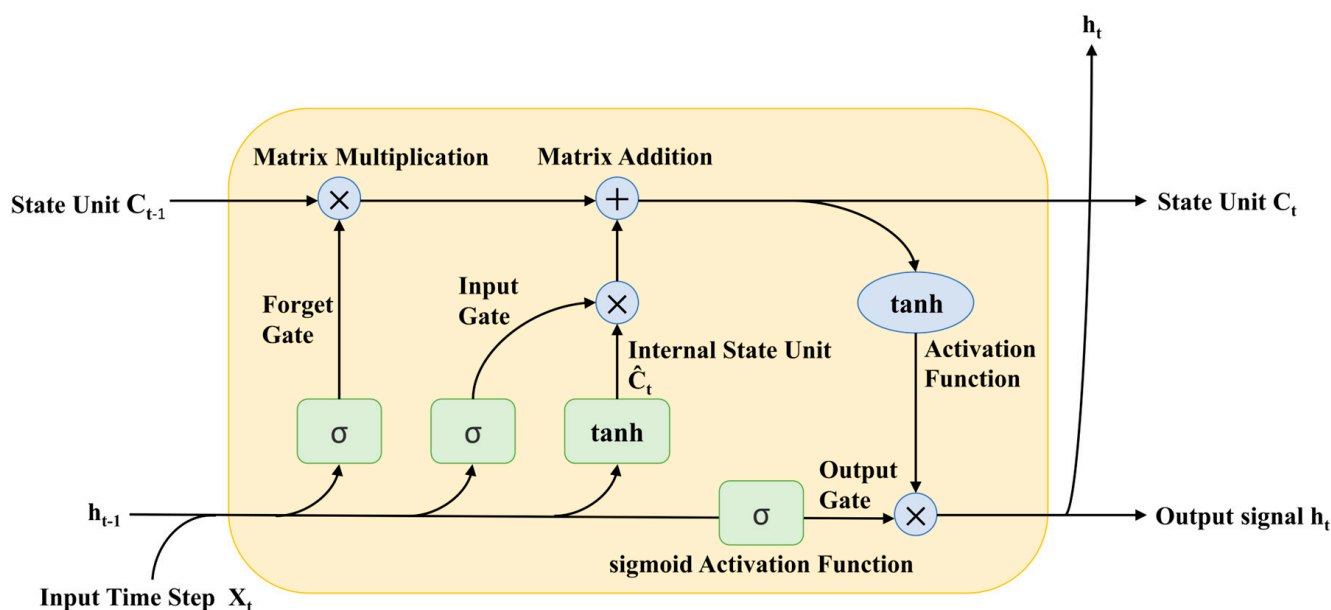 h_t
Matrix Multiplication
Matrix Addition
×
+
State Unit C_t-1
State Unit C_t
Forget
Gate
Input
Gate
×
tanh
Internal State Unit
Ĉ_t
Activation
Function
σ
σ
tanh
Output
Gate
h_t-1
σ
×
Output signal h_t
sigmoid Activation Function
Input Time Step X_t